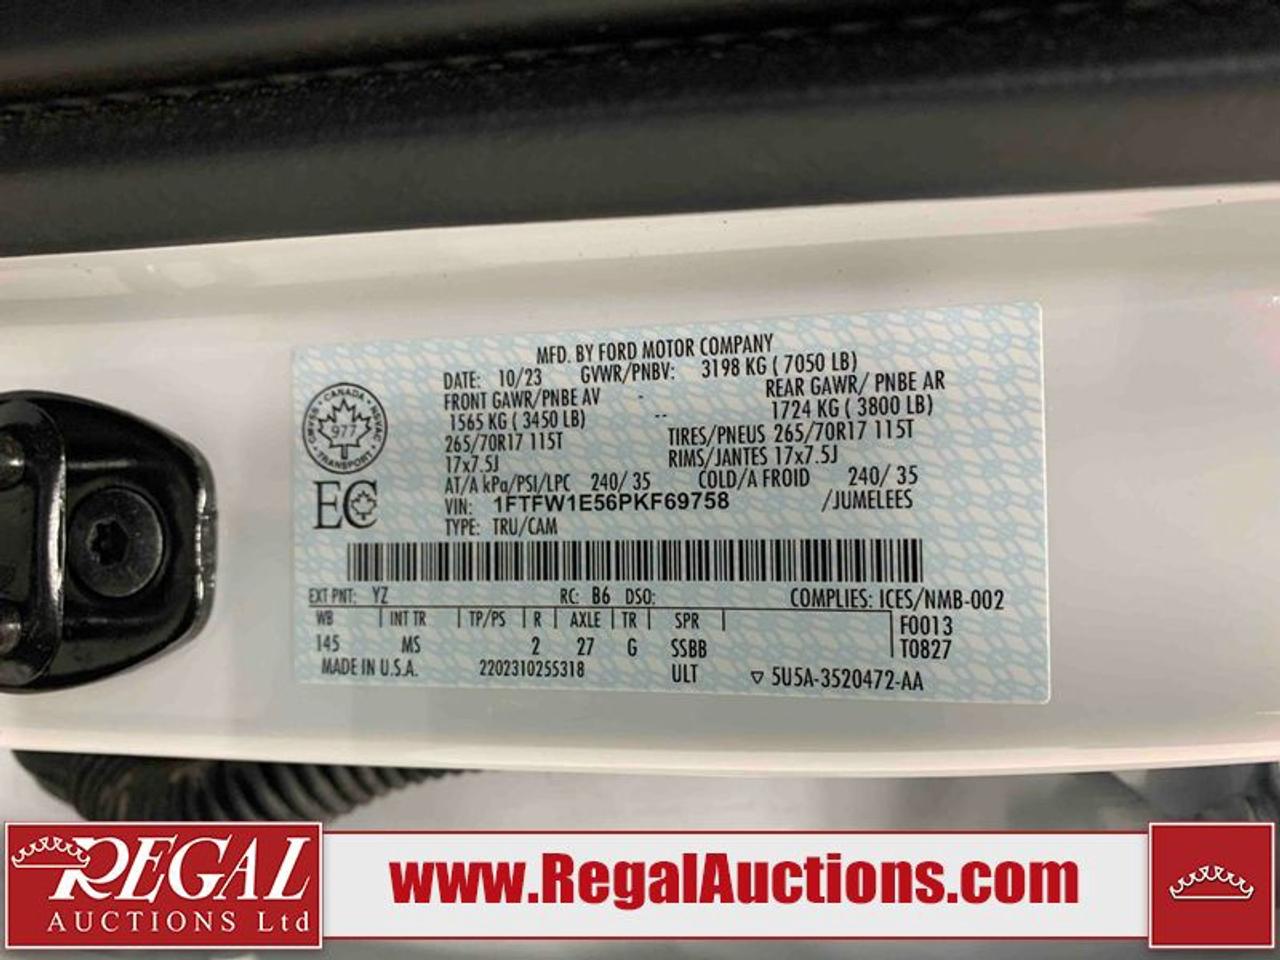 MFD. BY FORD MOTOR COMPANY
DATE: 10/23 GVWR/PNBV: 3198 KG ( 7050 LB)
FRONT GAWR/PNBE AV - REAR GAWR/ PNBE AR
1565 KG ( 3450 LB) -- 1724 KG ( 3800 LB)
265/70R17 115T TIRES/PNEUS 265/70R17 115T
17x7.5J RIMS/JANTES 17x7.5J
AT/A kPa/PSI/LPC 240/ 35 COLD/A FROID 240/ 35
VIN: 1FTFW1E56PKF69758 /JUMELEES
TYPE: TRU/CAM
CANADA
977
TRANSPORT
EC
EXT PNT: YZ RC: B6 DSO: COMPLIES: ICES/NMB-002
WB | INT TR | TP/PS | R | AXLE | TR | SPR | F0013
145 MS 2 27 G SSBB T0827
MADE IN U.S.A. 2202310255318 ULT ▽ 5U5A-3520472-AA
REGAL
AUCTIONS Ltd
www.RegalAuctions.com